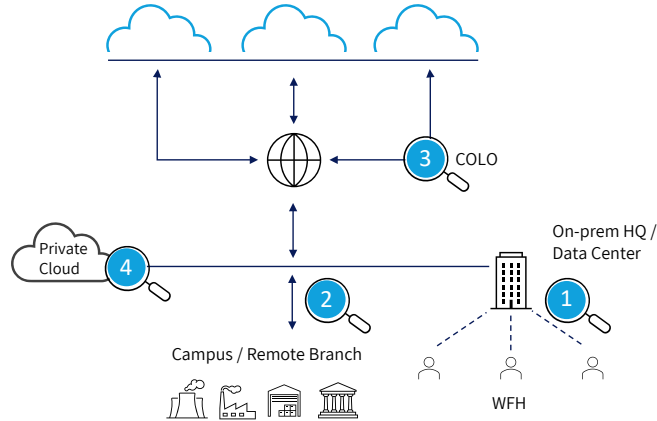 3
COLO
On-prem HQ /
Data Center
Private
Cloud
4
1
2
Campus / Remote Branch
WFH